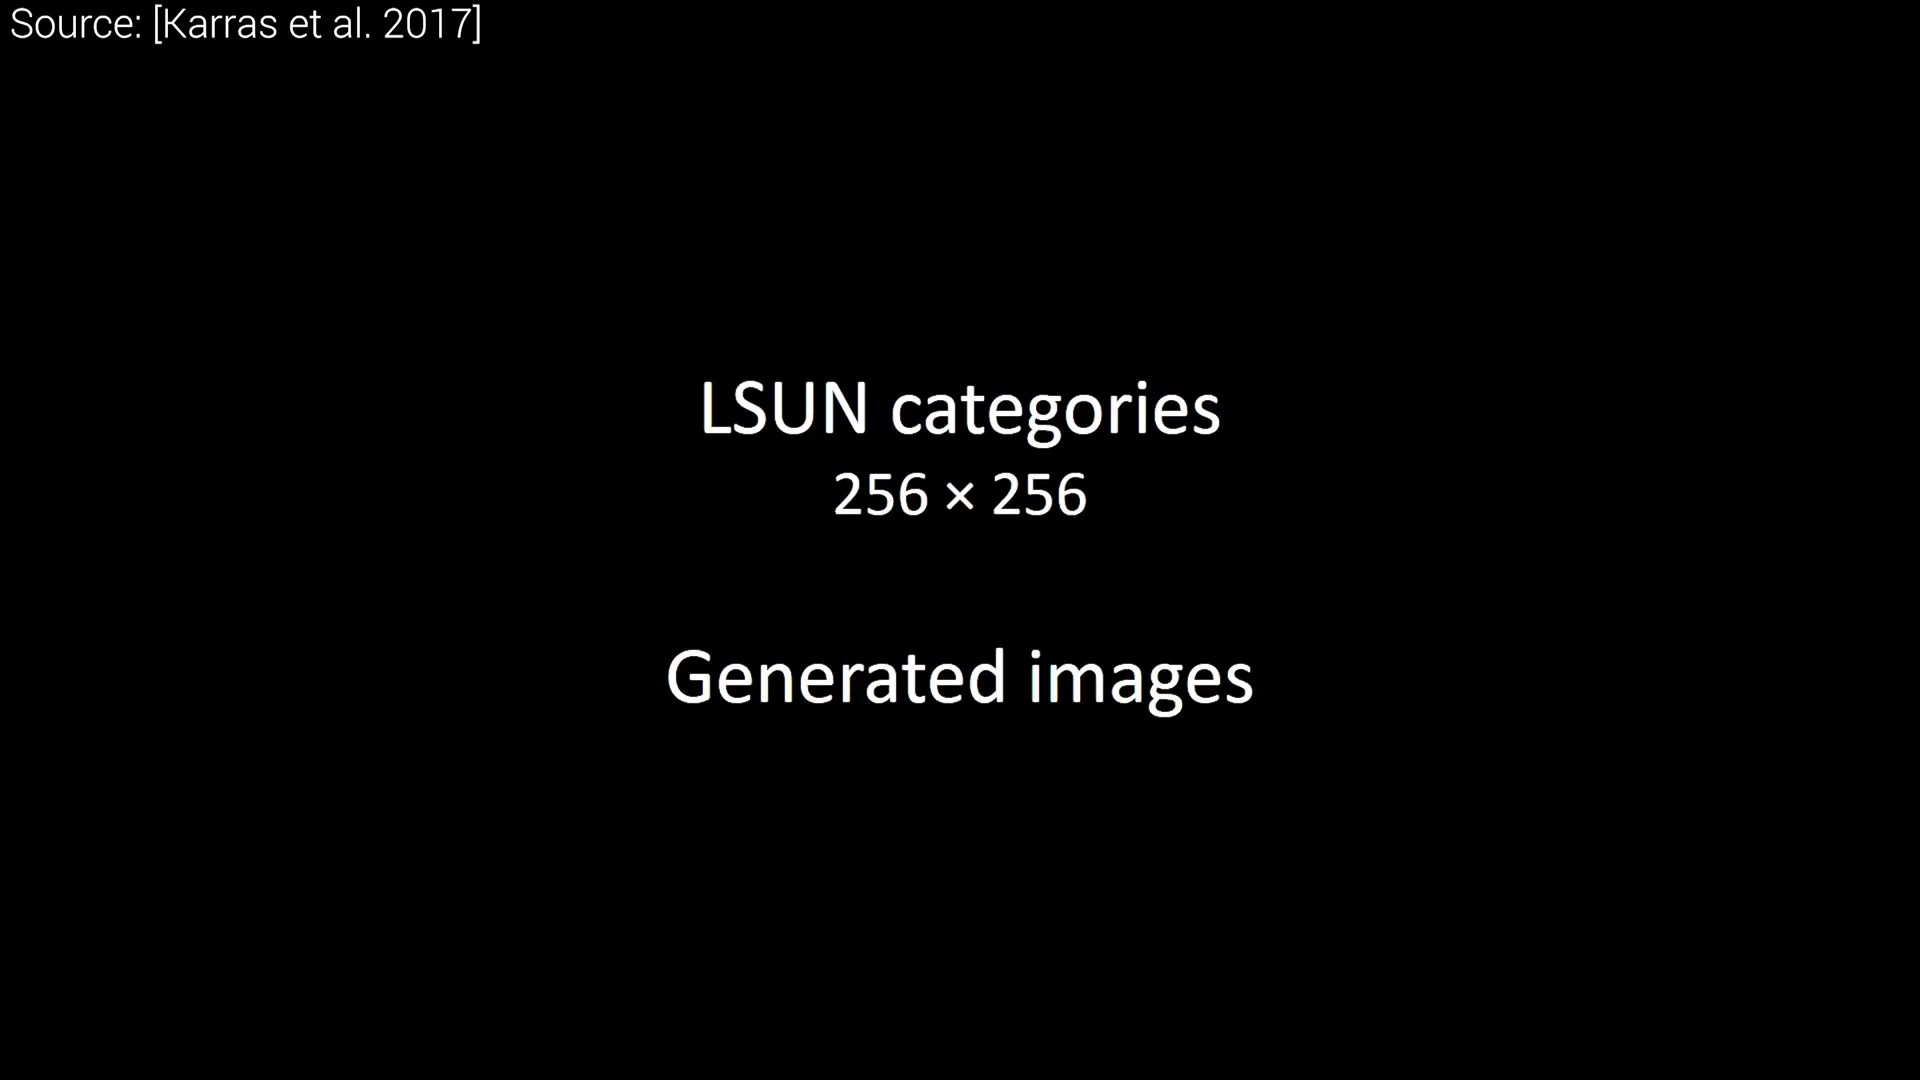 Source: [Karras et al. 2017]
LSUN categories
256 × 256
Generated images